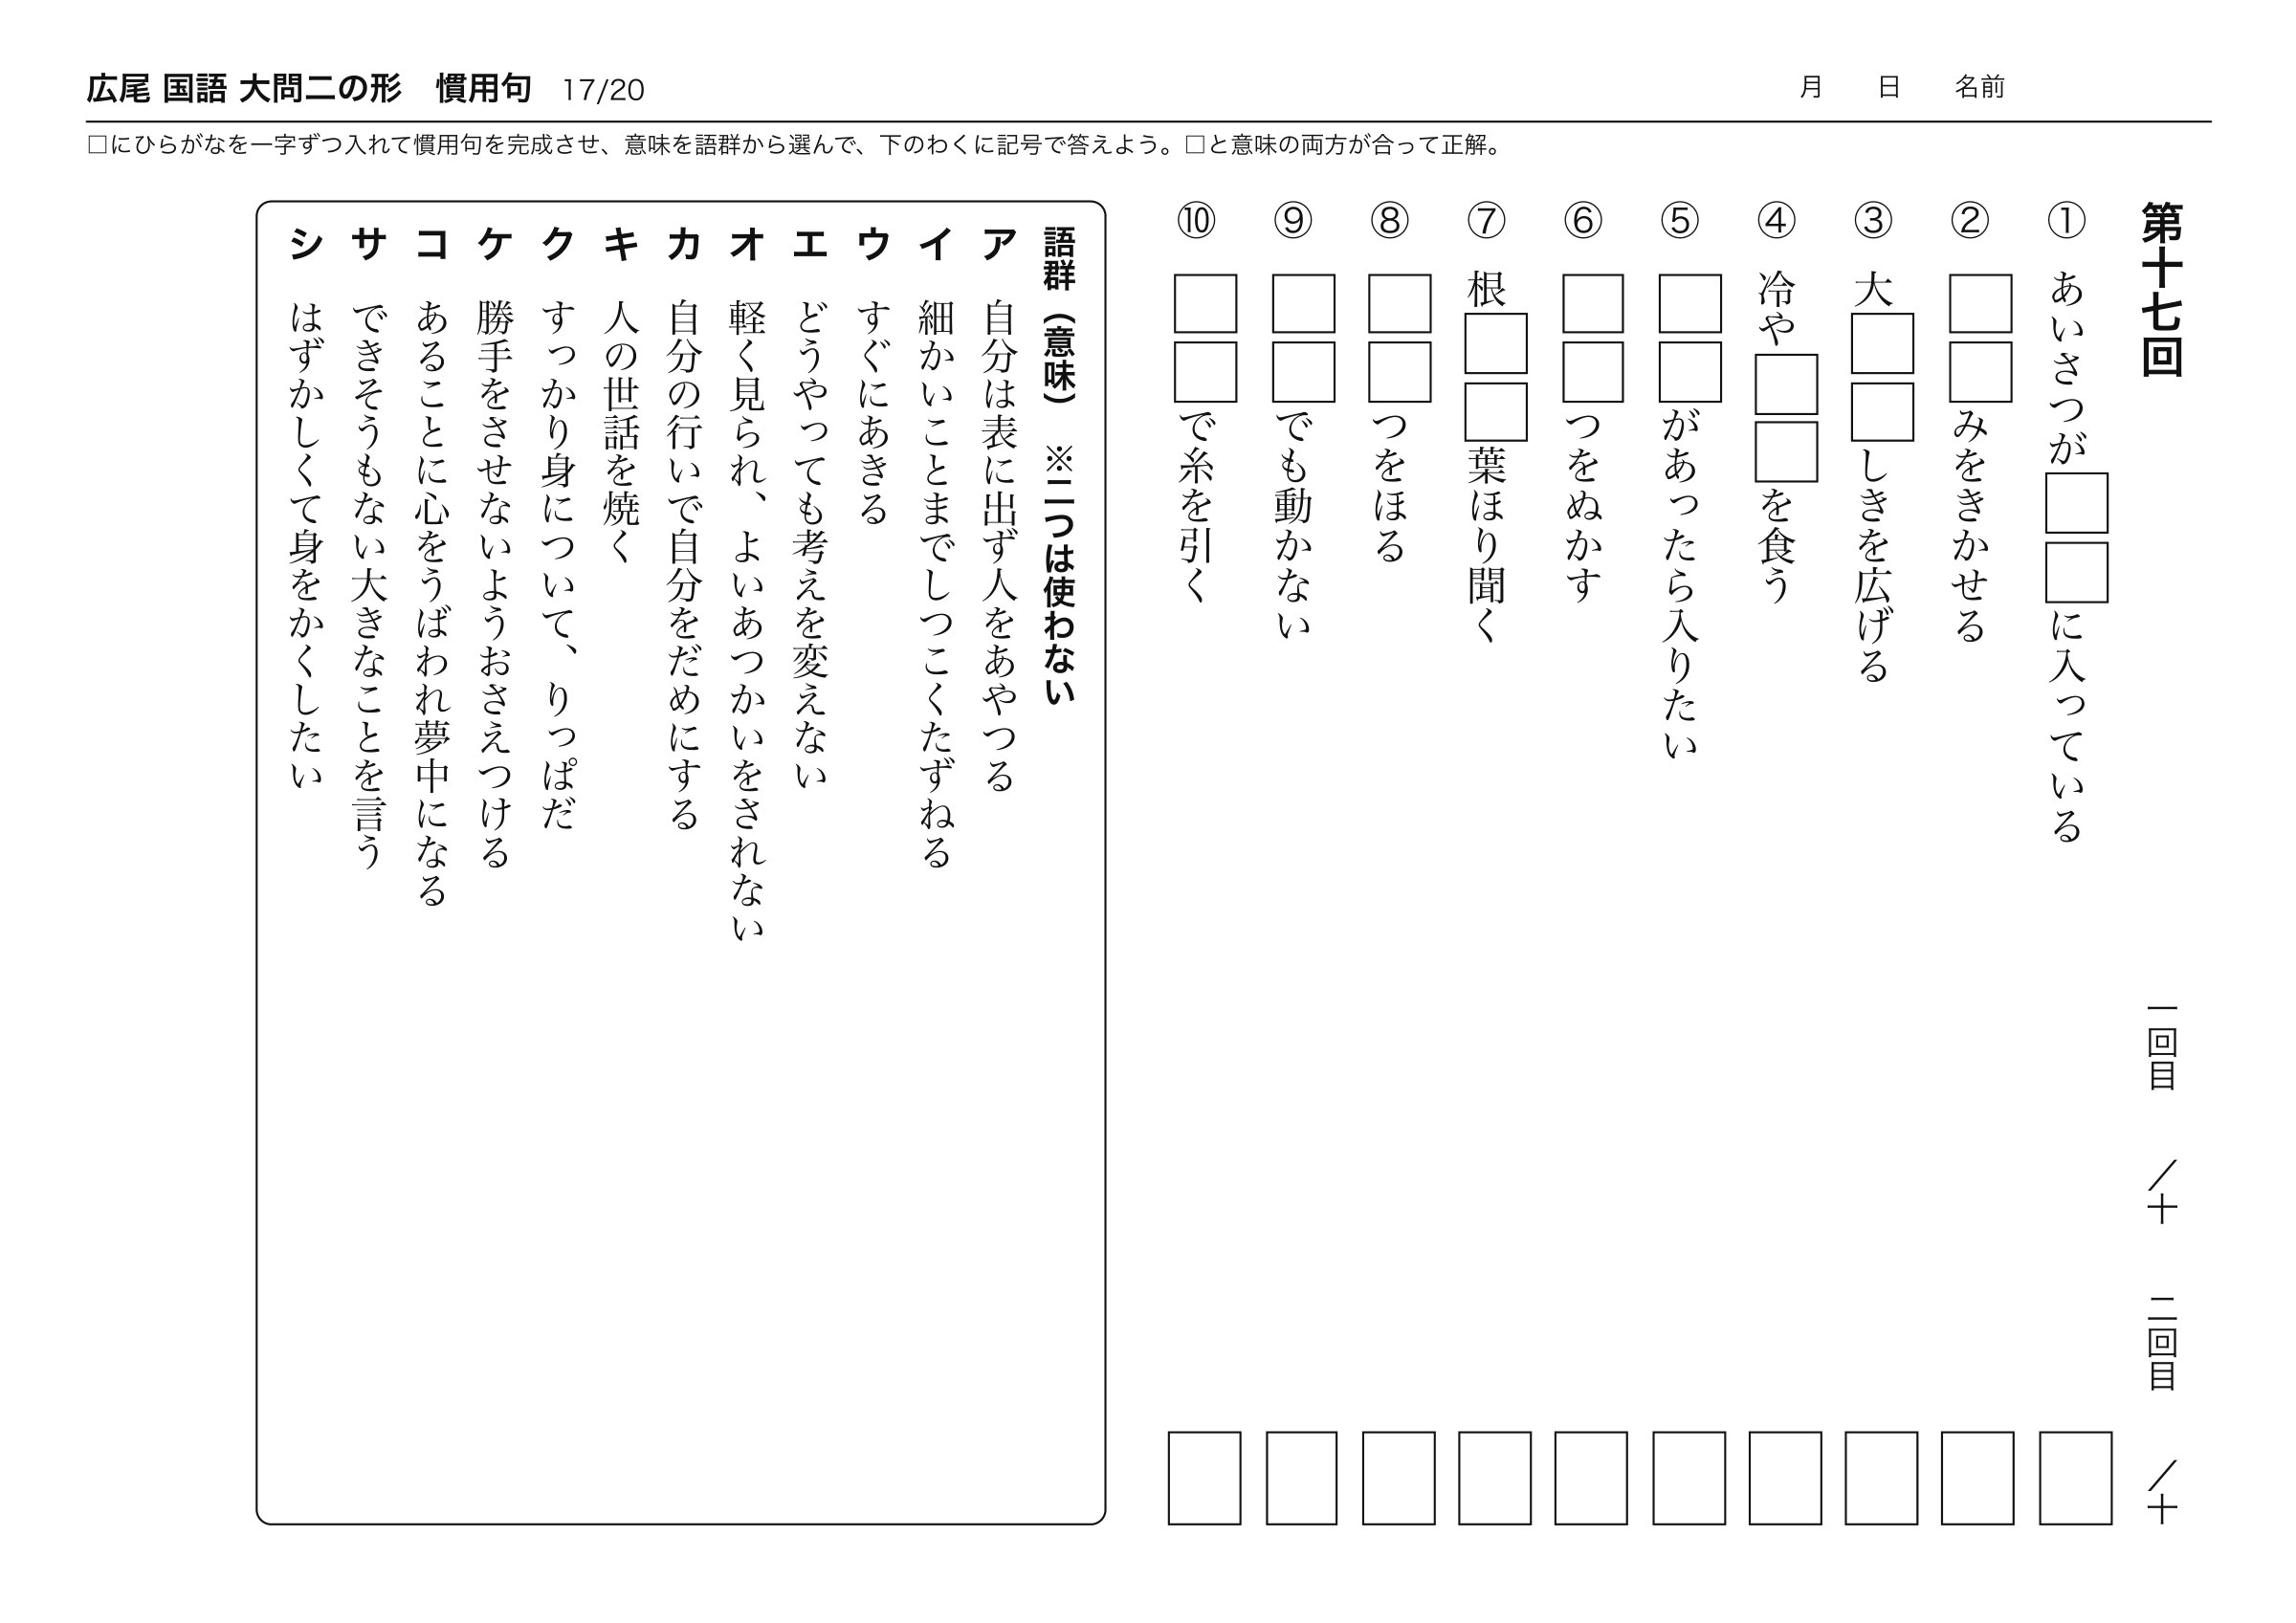 広尾 国語 大問二の形　慣用句　17/20
月　日　名前
□にひらがなを一字ずつ入れて慣用句を完成させ、意味を語群から選んで、下のわくに記号で答えよう。□と意味の両方が合って正解。
第十七回　一回目　／十　二回目　／十
① あいさつが□□に入っている
② □□みをきかせる
③ 大□□しきを広げる
④ 冷や□□を食う
⑤ □□があったら入りたい
⑥ □□つをぬかす
⑦ 根□□葉ほり聞く
⑧ □□つをほる
⑨ □□でも動かない
⑩ □□で糸を引く
語群（意味）　※二つは使わない
ア　自分は表に出ず人をあやつる
イ　細かいことまでしつこくたずねる
ウ　すぐにあきる
エ　どうやっても考えを変えない
オ　軽く見られ、よいあつかいをされない
カ　自分の行いで自分をだめにする
キ　人の世話を焼く
ク　すっかり身について、りっぱだ
ケ　勝手をさせないようおさえつける
コ　あることに心をうばわれ夢中になる
サ　できそうもない大きなことを言う
シ　はずかしくて身をかくしたい